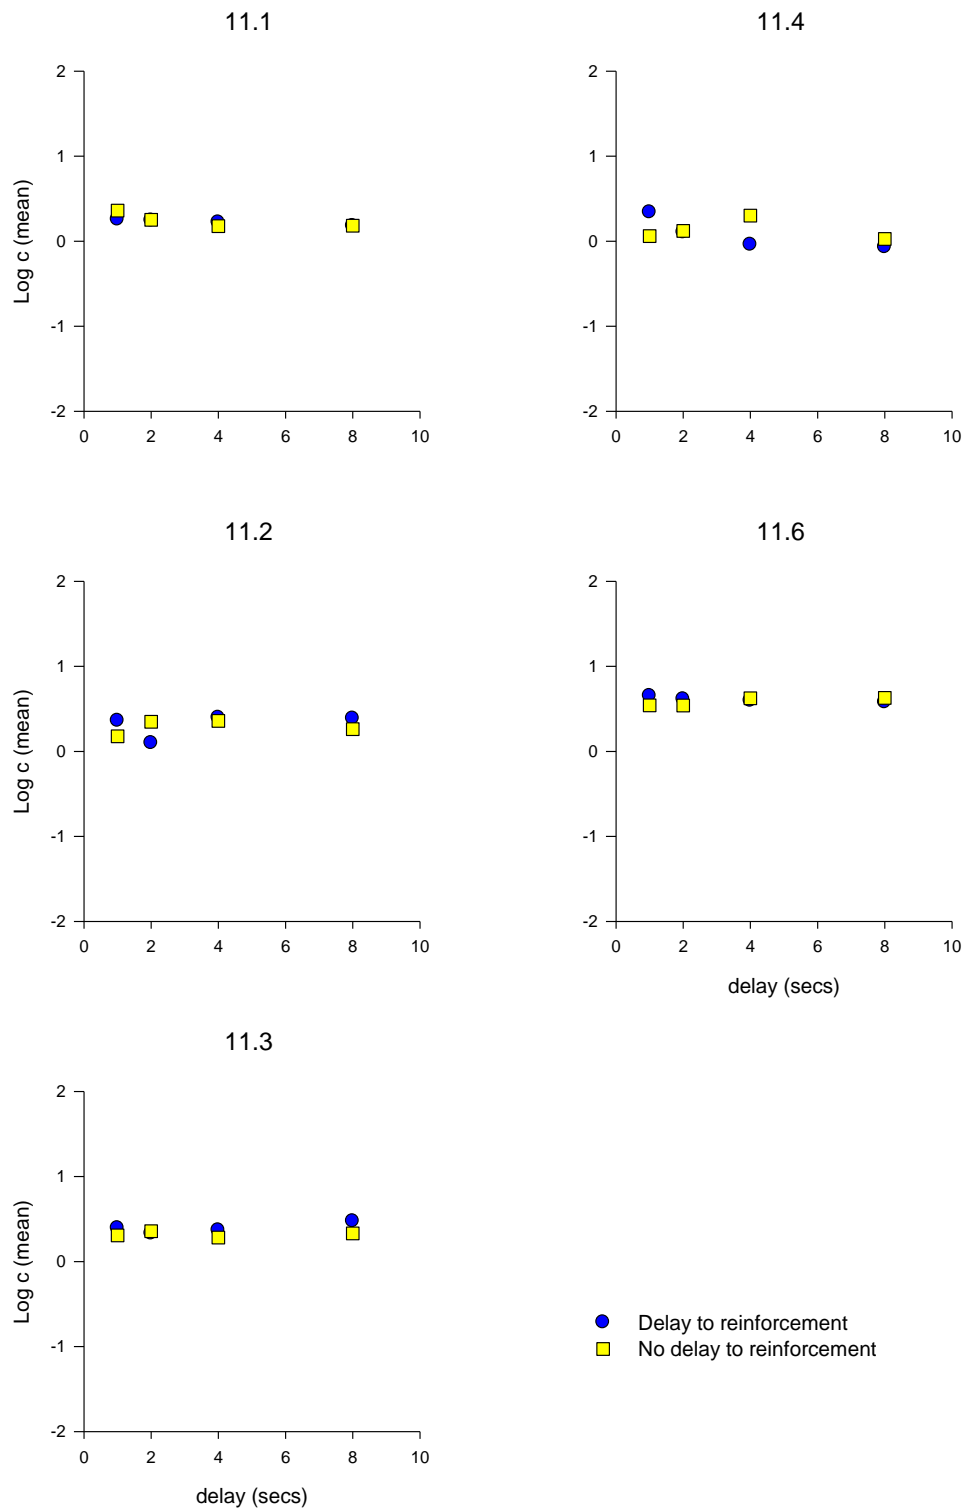 11.1
2
1
0
-1
-2
Log c (mean)
0 2 4 6 8 10
11.4
2
1
0
-1
-2
0 2 4 6 8 10
11.2
2
1
0
-1
-2
Log c (mean)
0 2 4 6 8 10
11.6
2
1
0
-1
-2
0 2 4 6 8 10
delay (secs)
11.3
2
1
0
-1
-2
Log c (mean)
0 2 4 6 8 10
delay (secs)
Delay to reinforcement
No delay to reinforcement